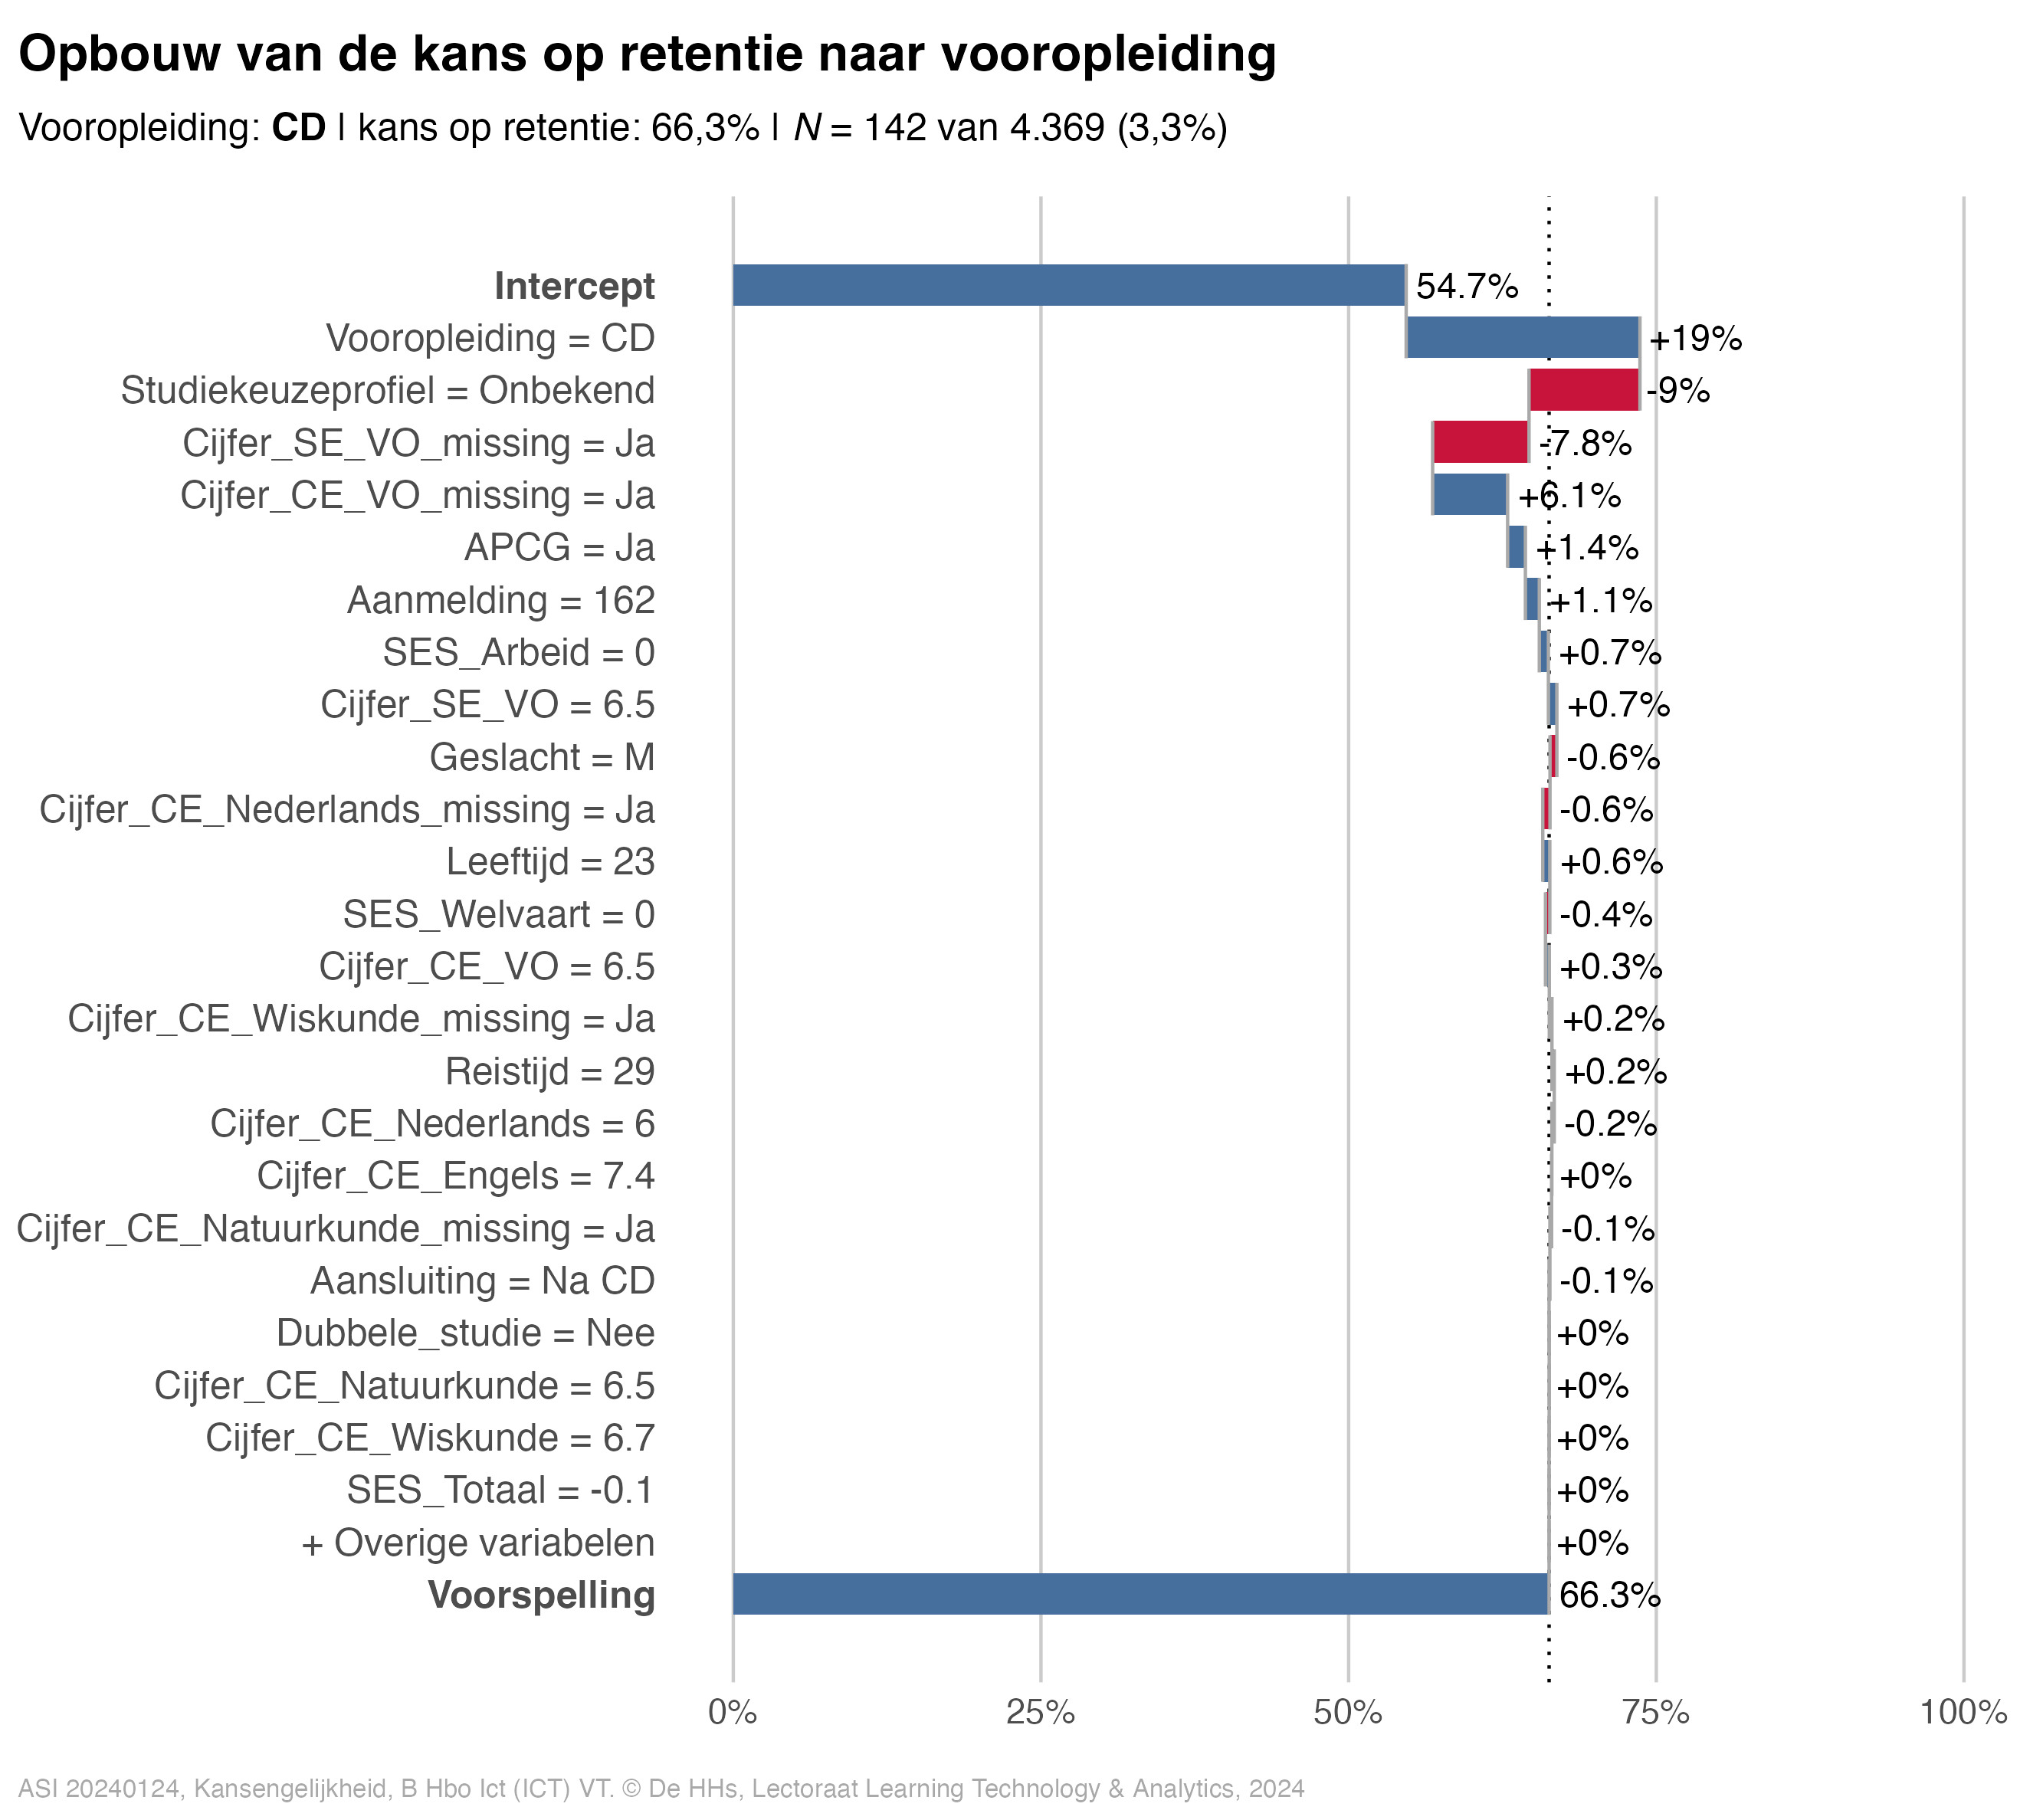 Opbouw van de kans op retentie naar vooropleiding
Vooropleiding: CD | kans op retentie: 66,3% | N = 142 van 4.369 (3,3%)
Intercept 54.7%
Vooropleiding = CD +19%
Studiekeuzeprofiel = Onbekend -9%
Cijfer_SE_VO_missing = Ja -7.8%
Cijfer_CE_VO_missing = Ja +6.1%
APCG = Ja +1.4%
Aanmelding = 162 +1.1%
SES_Arbeid = 0 +0.7%
Cijfer_SE_VO = 6.5 +0.7%
Geslacht = M -0.6%
Cijfer_CE_Nederlands_missing = Ja -0.6%
Leeftijd = 23 +0.6%
SES_Welvaart = 0 -0.4%
Cijfer_CE_VO = 6.5 +0.3%
Cijfer_CE_Wiskunde_missing = Ja +0.2%
Reistijd = 29 +0.2%
Cijfer_CE_Nederlands = 6 -0.2%
Cijfer_CE_Engels = 7.4 +0%
Cijfer_CE_Natuurkunde_missing = Ja -0.1%
Aansluiting = Na CD -0.1%
Dubbele_studie = Nee +0%
Cijfer_CE_Natuurkunde = 6.5 +0%
Cijfer_CE_Wiskunde = 6.7 +0%
SES_Totaal = -0.1 +0%
+ Overige variabelen +0%
Voorspelling 66.3%
0% 25% 50% 75% 100%
ASI 20240124, Kansengelijkheid, B Hbo Ict (ICT) VT. © De HHs, Lectoraat Learning Technology & Analytics, 2024